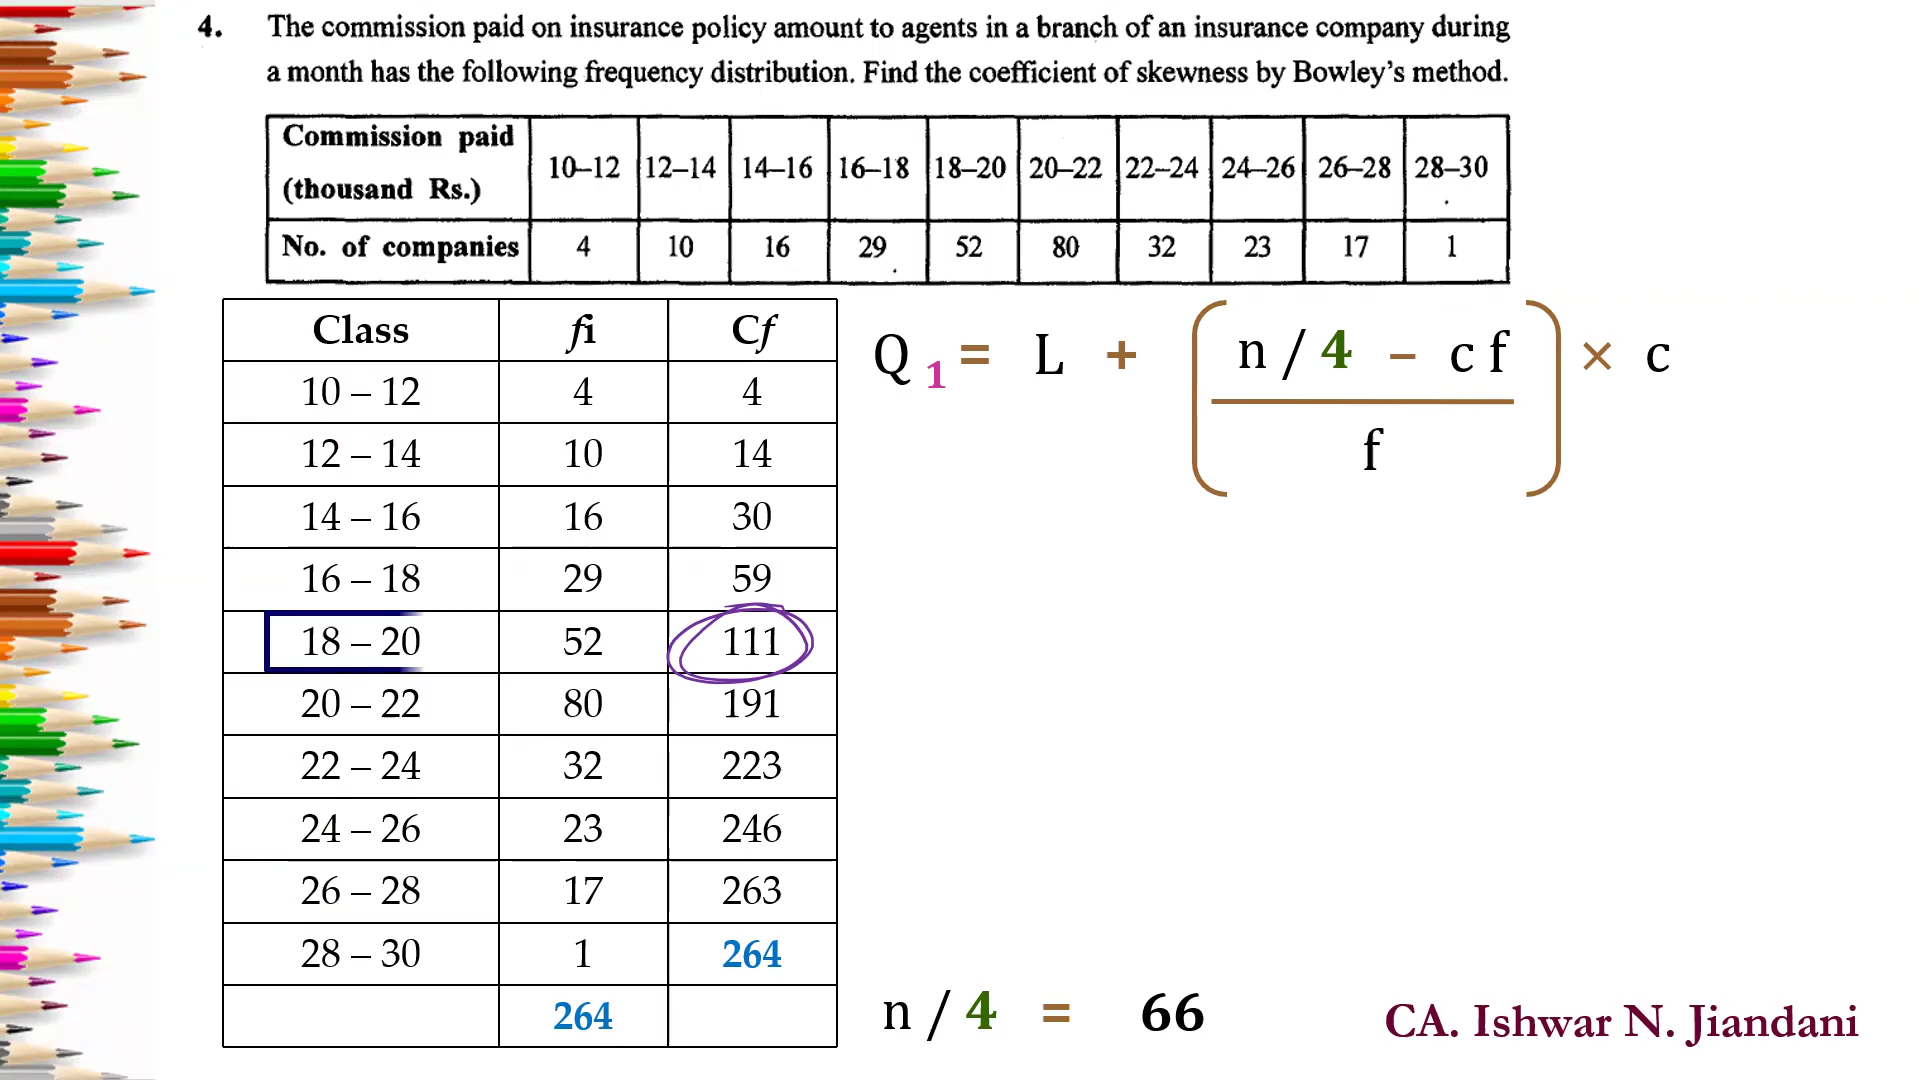 4. The commission paid on insurance policy amount to agents in a branch of an insurance company during
a month has the following frequency distribution. Find the coefficient of skewness by Bowley's method.
Commission paid (thousand Rs.) 10–12 12–14 14–16 16–18 18–20 20–22 22–24 24–26 26–28 28–30
No. of companies 4 10 16 29 52 80 32 23 17 1
Class fi Cf
10 – 12 4 4
12 – 14 10 14
14 – 16 16 30
16 – 18 29 59
18 – 20 52 111
20 – 22 80 191
22 – 24 32 223
24 – 26 23 246
26 – 28 17 263
28 – 30 1 264
264
Q 1 = L + ( n / 4 – c f
f ) × c
n / 4 = 66
CA. Ishwar N. Jiandani